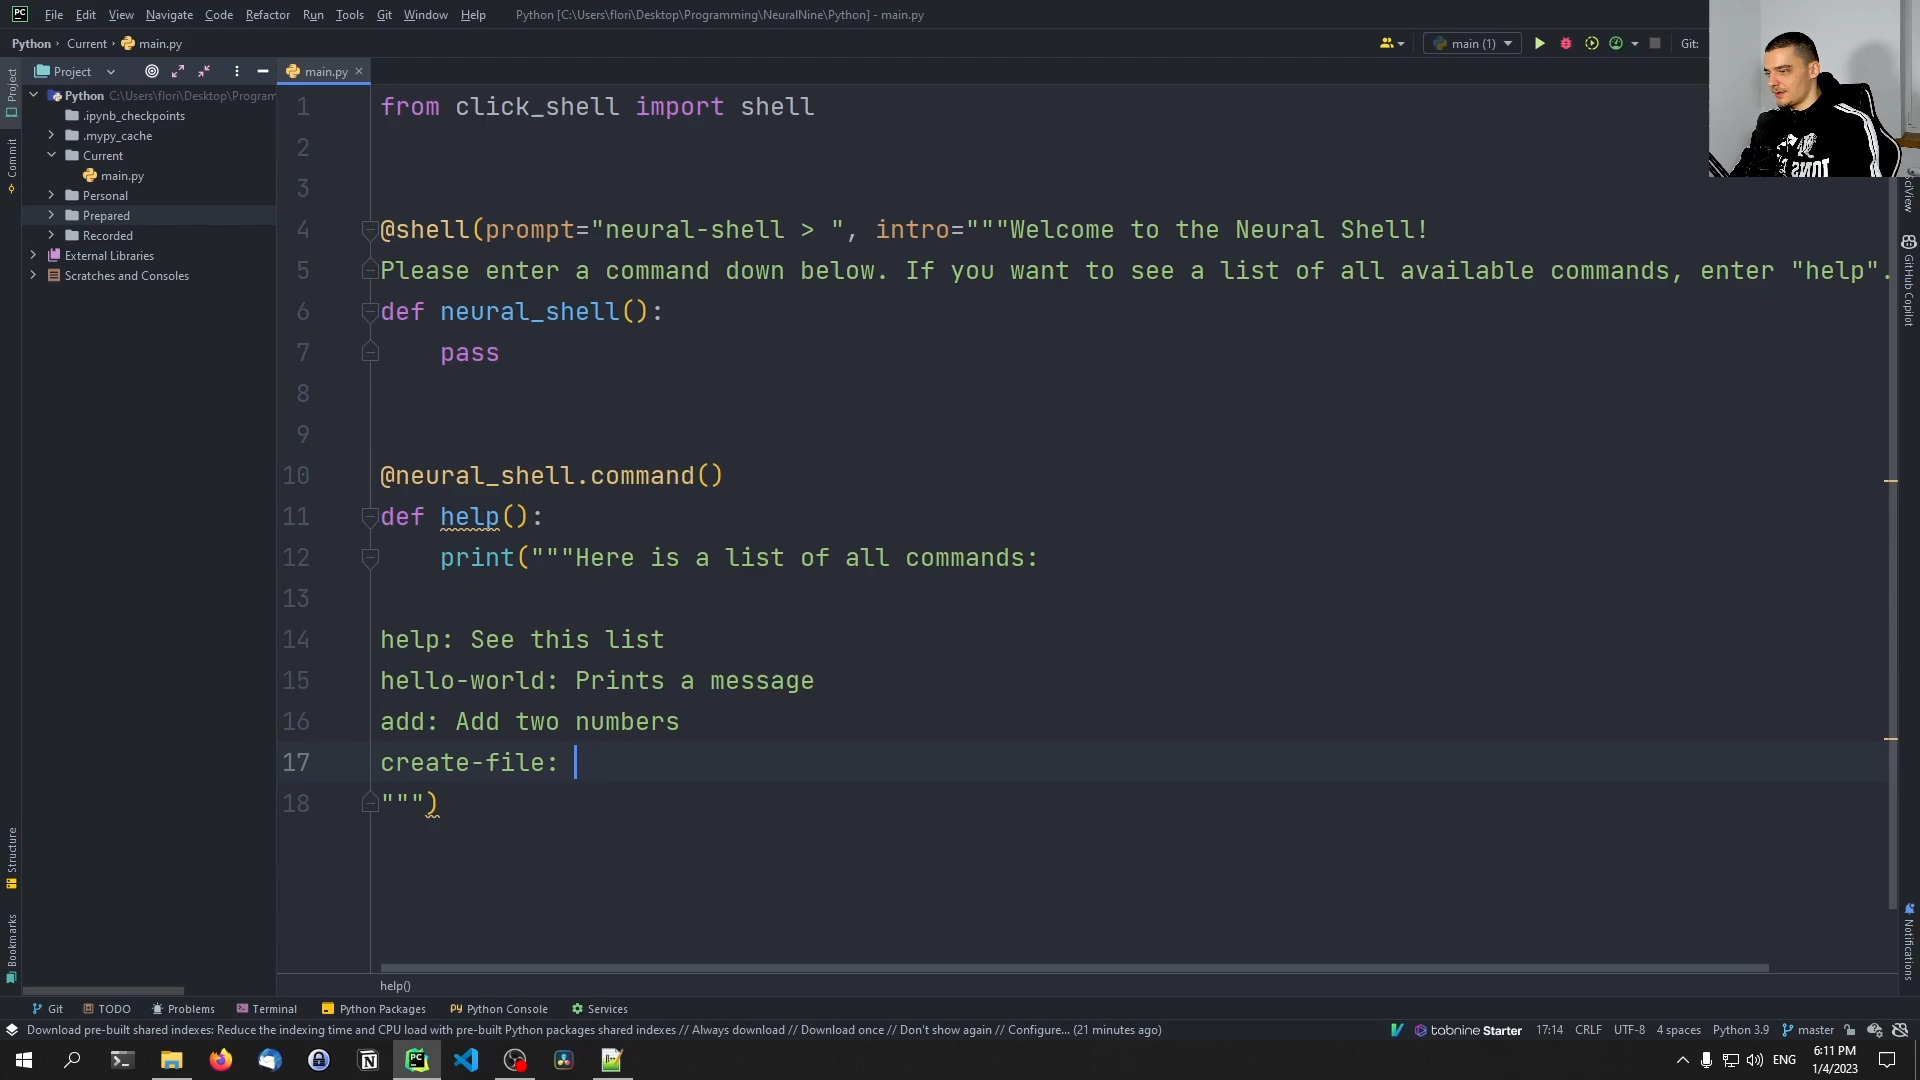 File Edit View Navigate Code Refactor Run Tools Git Window Help Python [C:\Users\flori\Desktop\Programming\NeuralNine\Python] - main.py
Python › Current › main.py
main (1)
Git:
Project
main.py
Python C:\Users\flori\Desktop\Program
.ipynb_checkpoints
.mypy_cache
Current
main.py
Personal
Prepared
Recorded
External Libraries
Scratches and Consoles
Project
Commit
Structure
Bookmarks
1 from click_shell import shell
2
3
4 @shell(prompt="neural-shell > ", intro="""Welcome to the Neural Shell!
5 Please enter a command down below. If you want to see a list of all available commands, enter "help".
6 def neural_shell():
7 pass
8
9
10 @neural_shell.command()
11 def help():
12 print("""Here is a list of all commands:
13
14 help: See this list
15 hello-world: Prints a message
16 add: Add two numbers
17 create-file:
18 """)
help()
SciView
GitHub Copilot
Notifications
Git TODO Problems Terminal Python Packages Python Console Services
Download pre-built shared indexes: Reduce the indexing time and CPU load with pre-built Python packages shared indexes // Always download // Download once // Don't show again // Configure... (21 minutes ago)
tabnine Starter 17:14 CRLF UTF-8 4 spaces Python 3.9 master
ENG
6:11 PM
1/4/2023